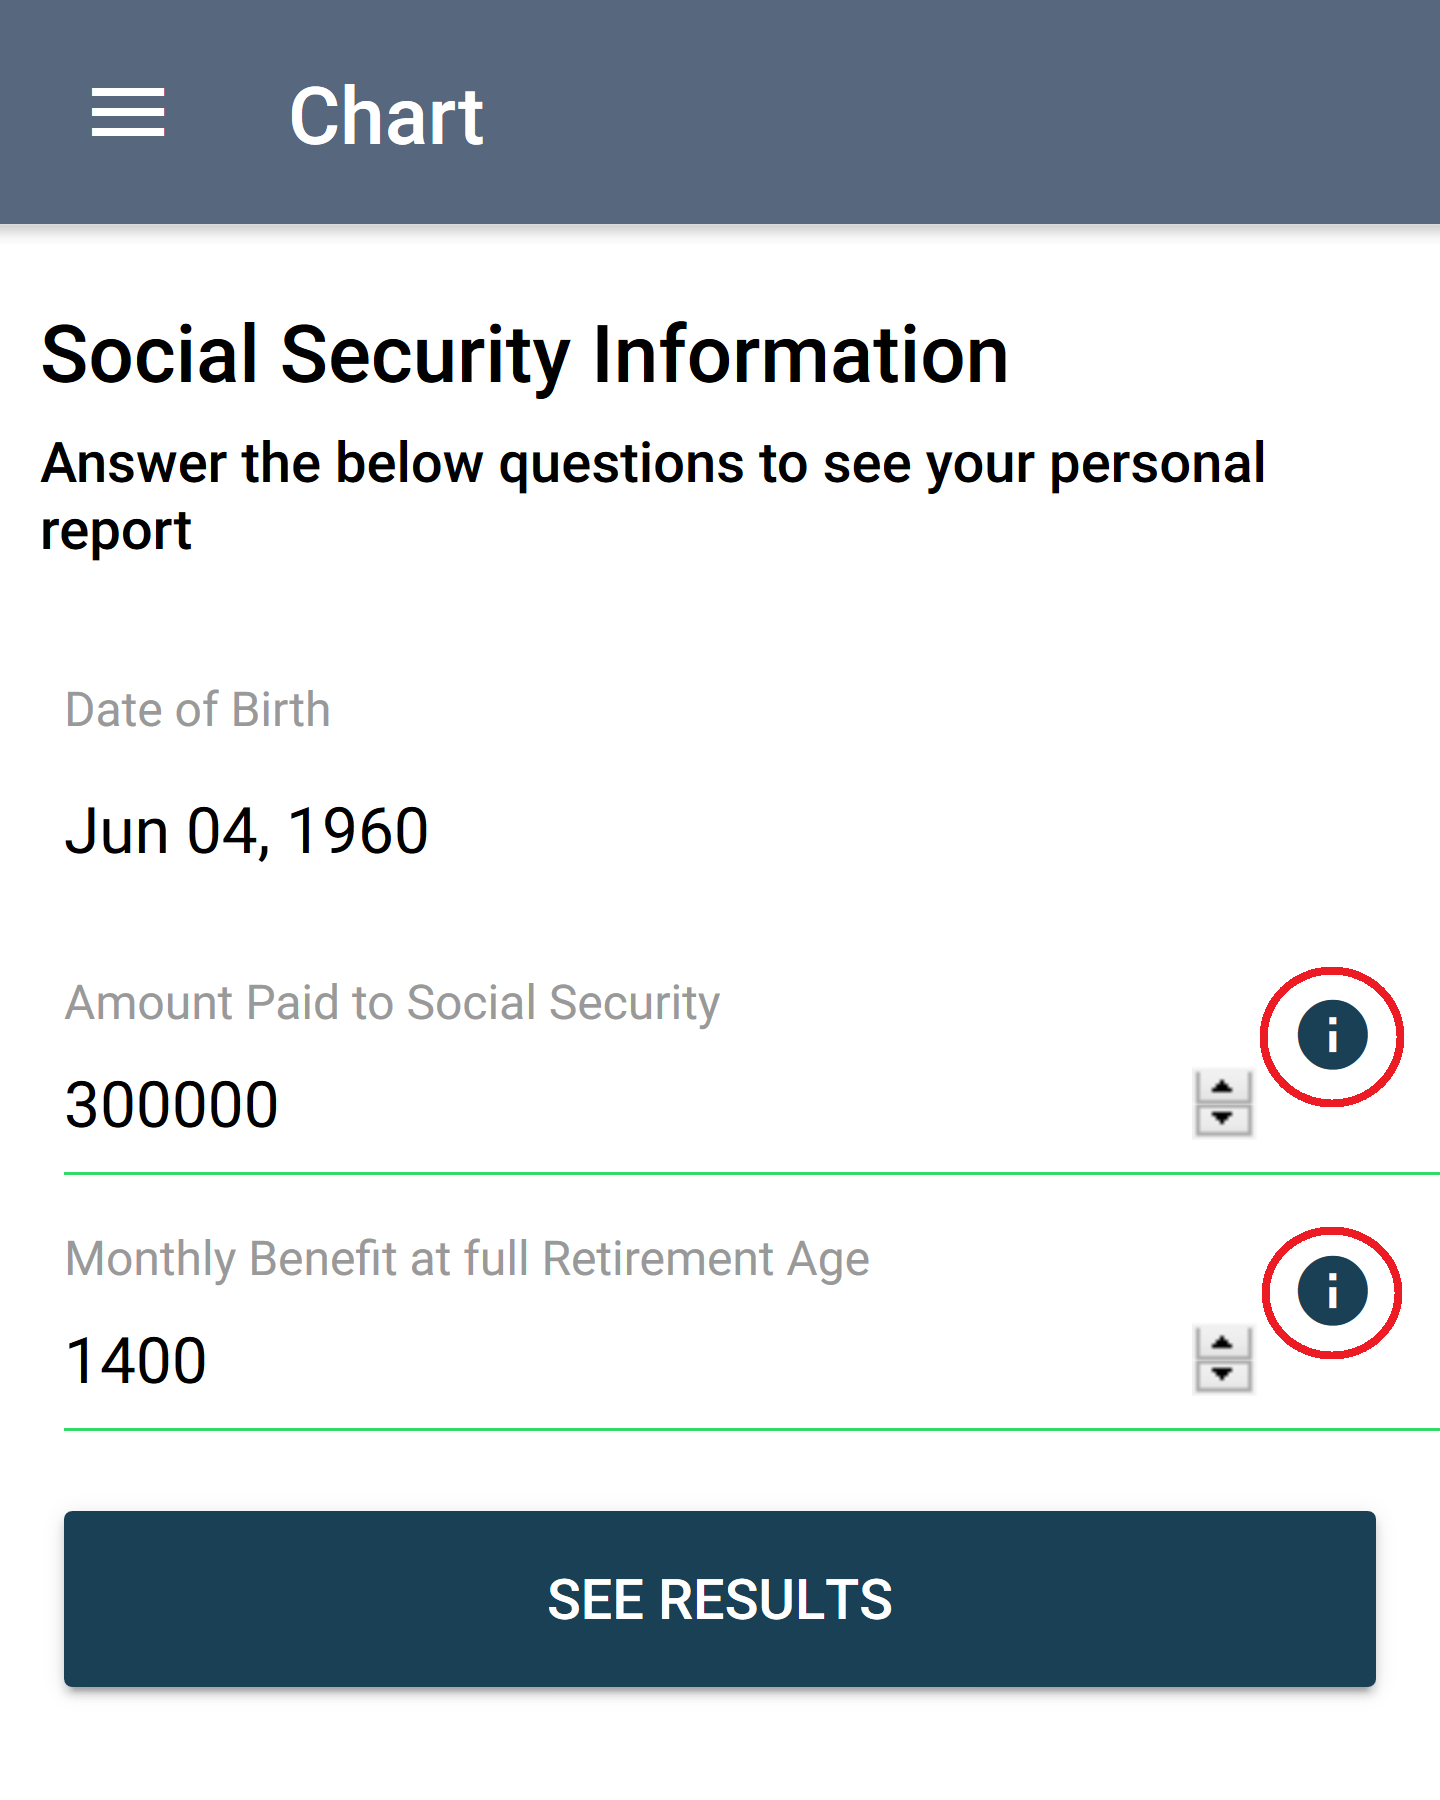 Chart
Social Security Information
Answer the below questions to see your personal
report
Date of Birth
Jun 04, 1960
Amount Paid to Social Security
i
300000
Monthly Benefit at full Retirement Age
i
1400
SEE RESULTS